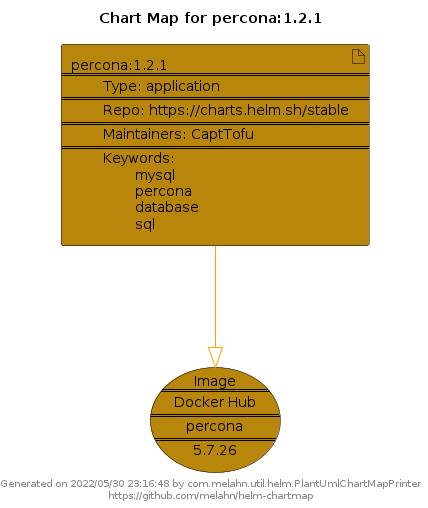 Chart Map for percona:1.2.1
percona:1.2.1
Type: application
Repo: https://charts.helm.sh/stable
Maintainers: CaptTofu
Keywords:
mysql
percona
database
sql
Image
Docker Hub
percona
5.7.26
Generated on 2022/05/30 23:16:48 by com.melahn.util.helm.PlantUmlChartMapPrinter
https://github.com/melahn/helm-chartmap